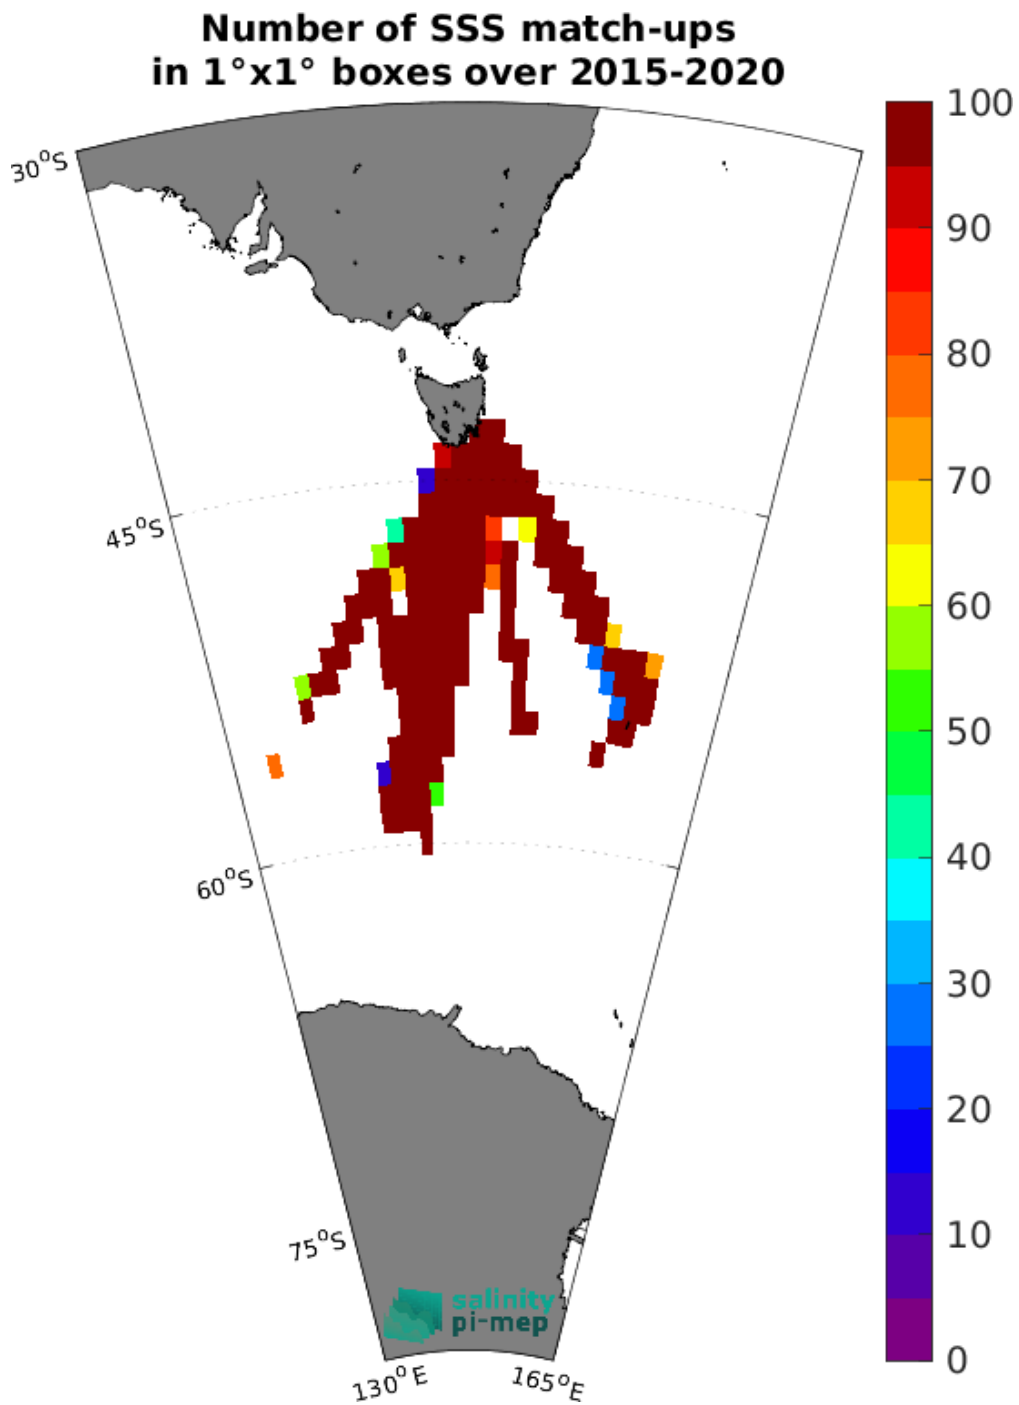 Number of SSS match-ups
in 1°x1° boxes over 2015-2020
30°S
45°S
60°S
75°S
130°E
165°E
salinity
pi-mep
100
90
80
70
60
50
40
30
20
10
0